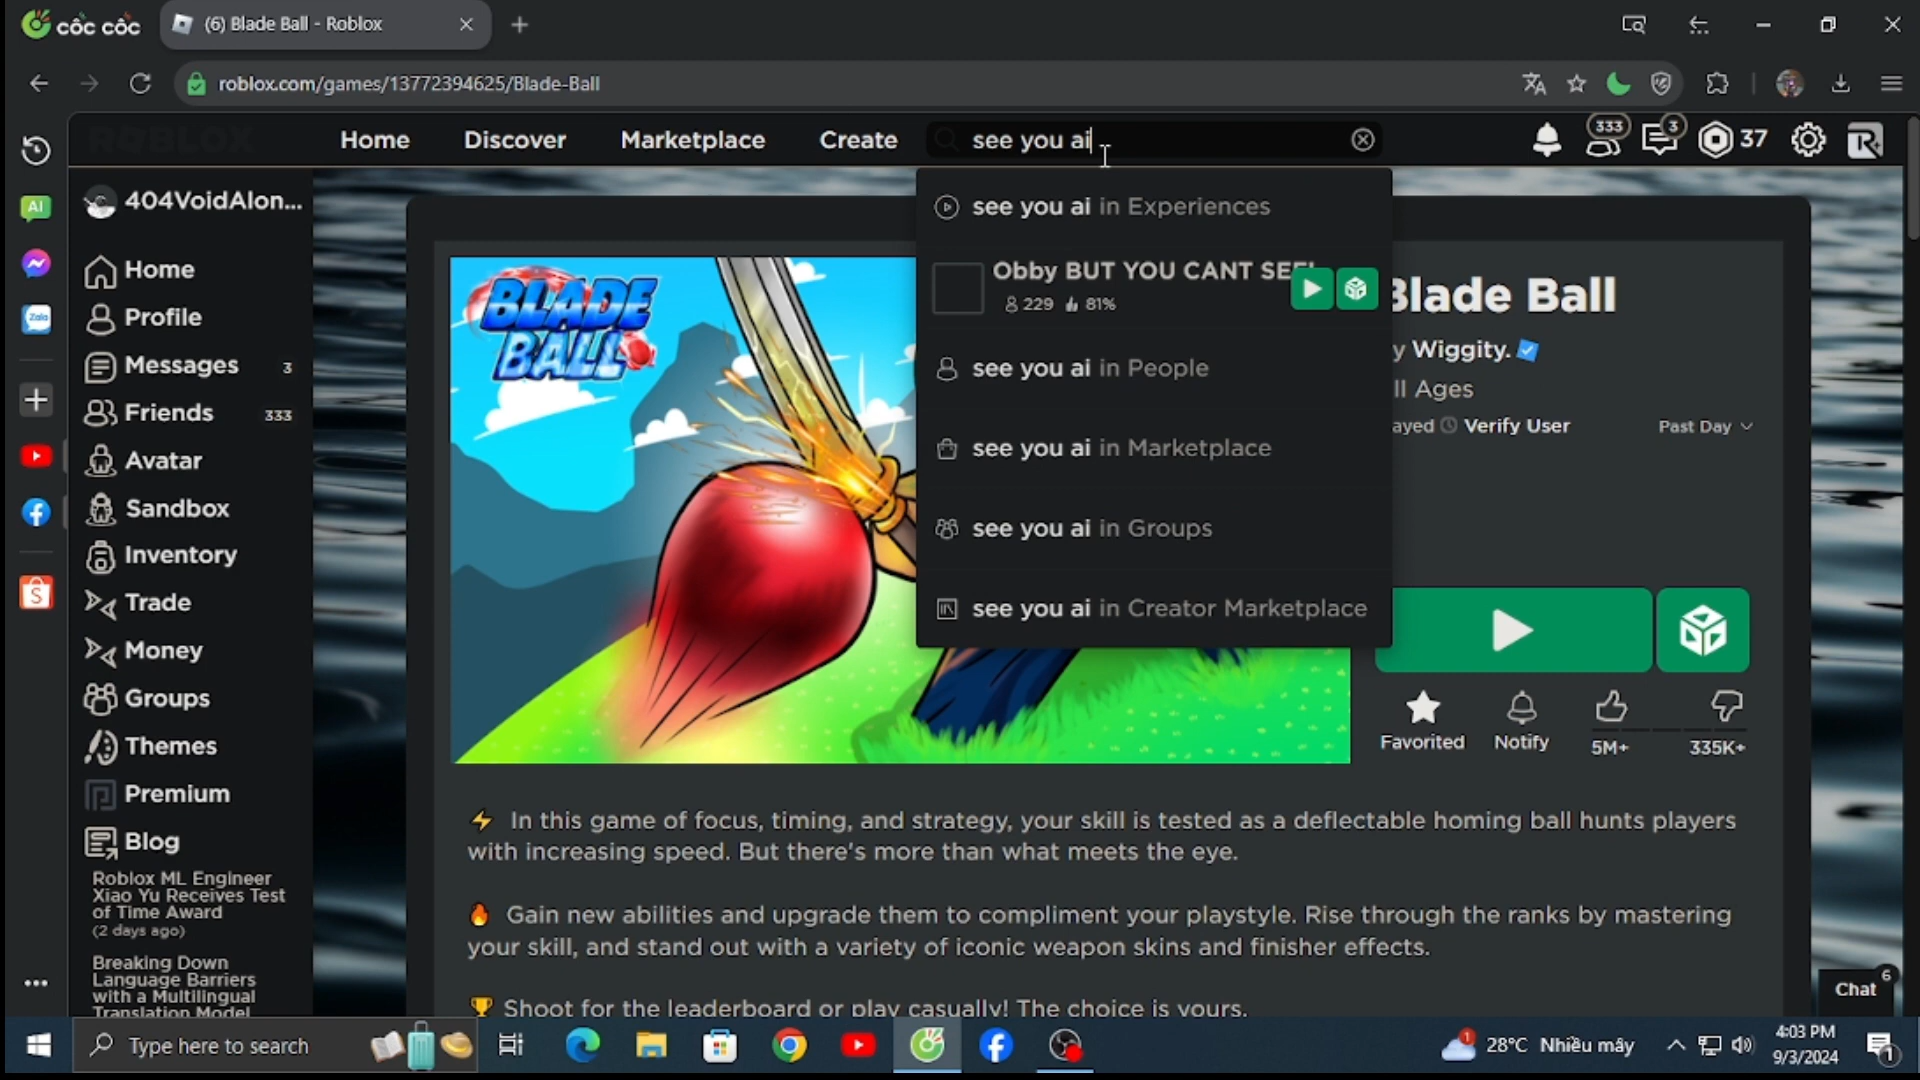 cốc cốc
(6) Blade Ball - Roblox
roblox.com/games/13772394625/Blade-Ball
ROBLOX
Home
Discover
Marketplace
Create
see you ai
333
3
37
404VoidAlon...
AI
Zalo
Home
Profile
Messages 3
Friends 333
Avatar
Sandbox
Inventory
Trade
Money
Groups
Themes
Premium
Blog
Roblox ML Engineer
Xiao Yu Receives Test
of Time Award
(2 days ago)
Breaking Down
Language Barriers
with a Multilingual
Translation Model
BLADE
BALL
see you ai in Experiences
Obby BUT YOU CANT SEE!
229 81%
see you ai in People
see you ai in Marketplace
see you ai in Groups
see you ai in Creator Marketplace
Blade Ball
y Wiggity.
ll Ages
ayed Verify User
Past Day
Favorited
Notify
5M+
335K+
⚡ In this game of focus, timing, and strategy, your skill is tested as a deflectable homing ball hunts players
with increasing speed. But there's more than what meets the eye.
🔥 Gain new abilities and upgrade them to compliment your playstyle. Rise through the ranks by mastering
your skill, and stand out with a variety of iconic weapon skins and finisher effects.
🏆 Shoot for the leaderboard or play casually! The choice is yours.
Chat 6
Type here to search
1
28°C Nhiều mây
4:03 PM
9/3/2024
1